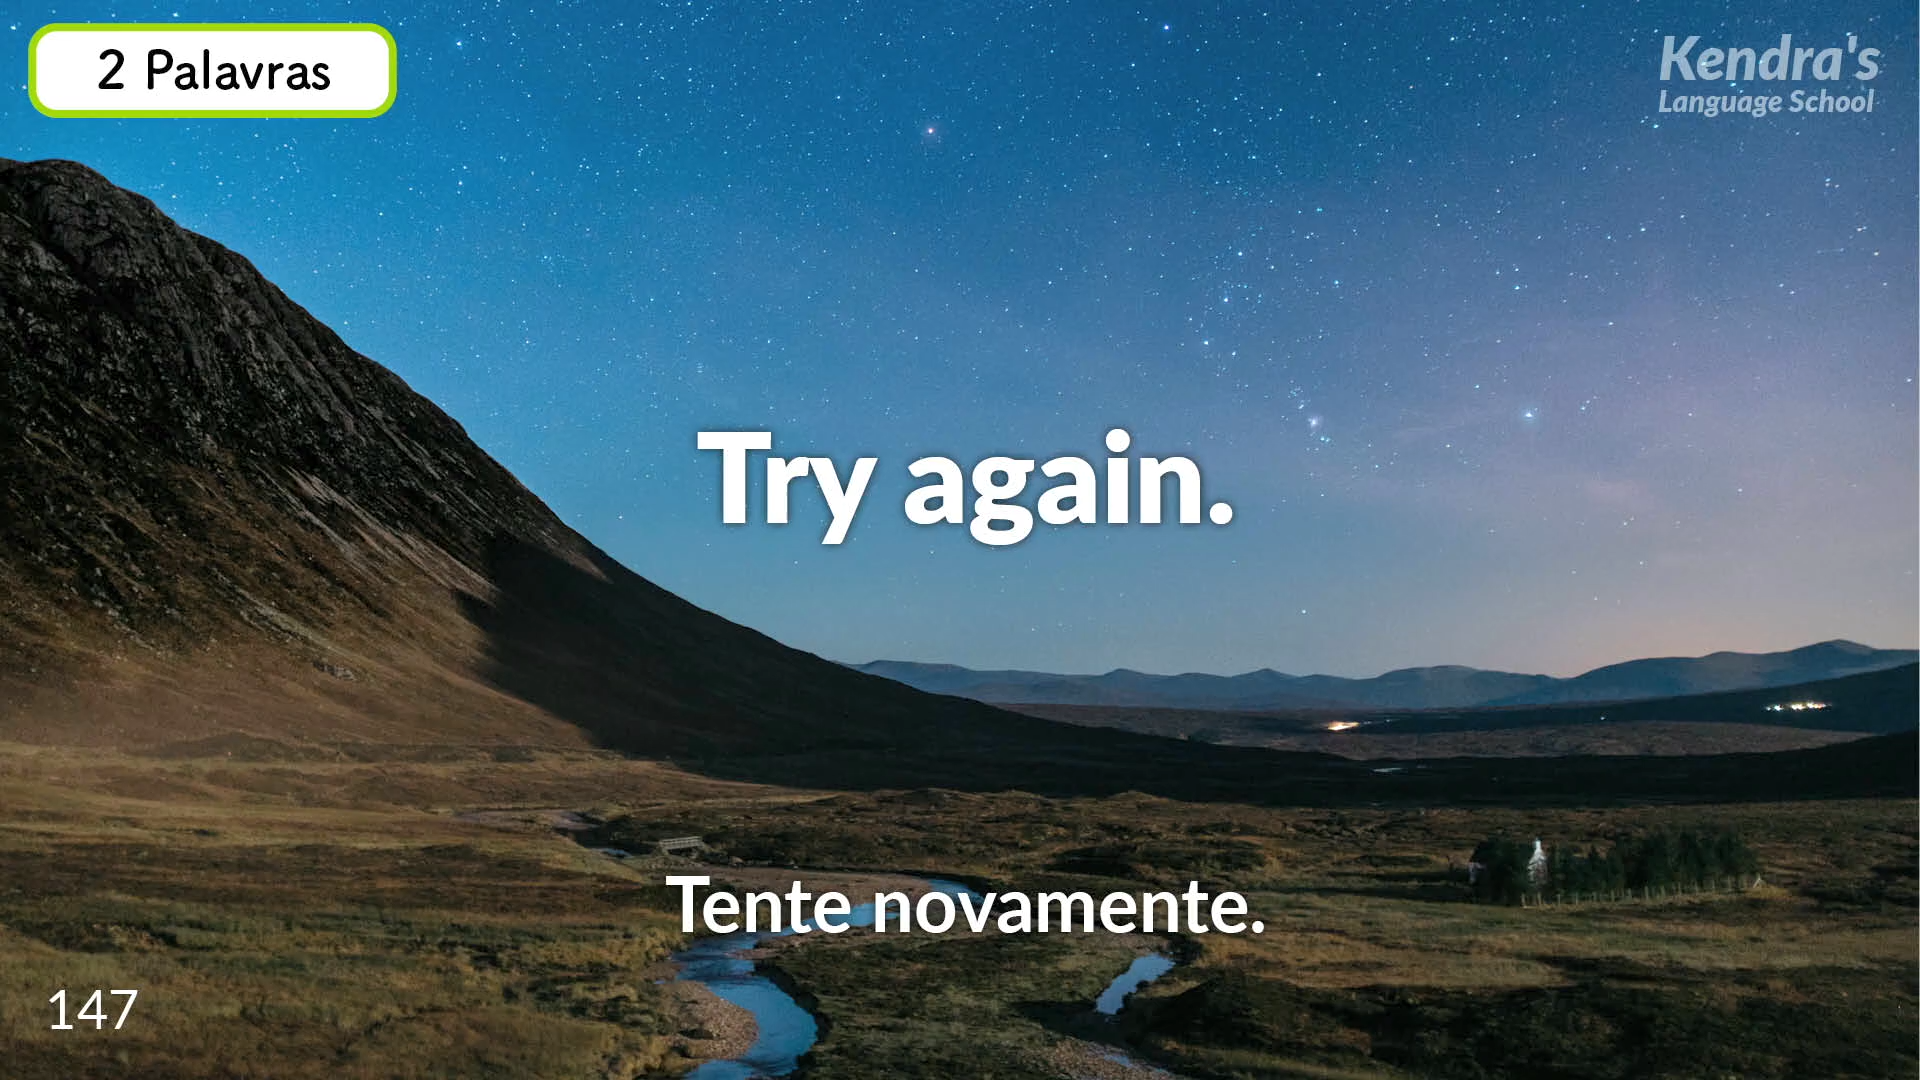 2 Palavras
Kendra's
Language School
Try again.
Tente novamente.
147